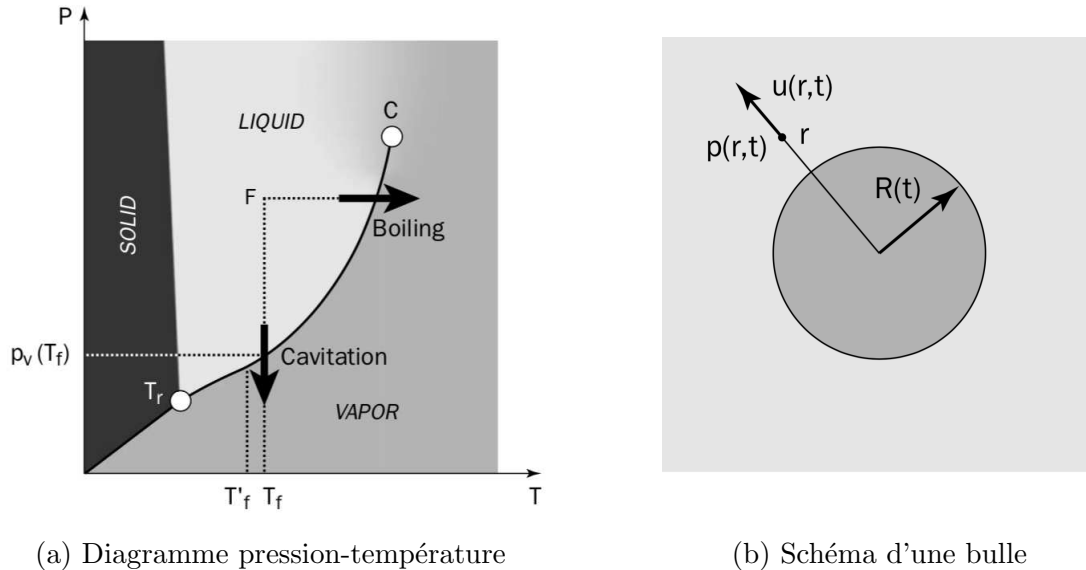 P
C
LIQUID
F
SOLID
Boiling
p_v (T_f)
Cavitation
T_r
VAPOR
T'_f T_f
T
u(r,t)
p(r,t) r
R(t)
(a) Diagramme pression-température
(b) Schéma d'une bulle